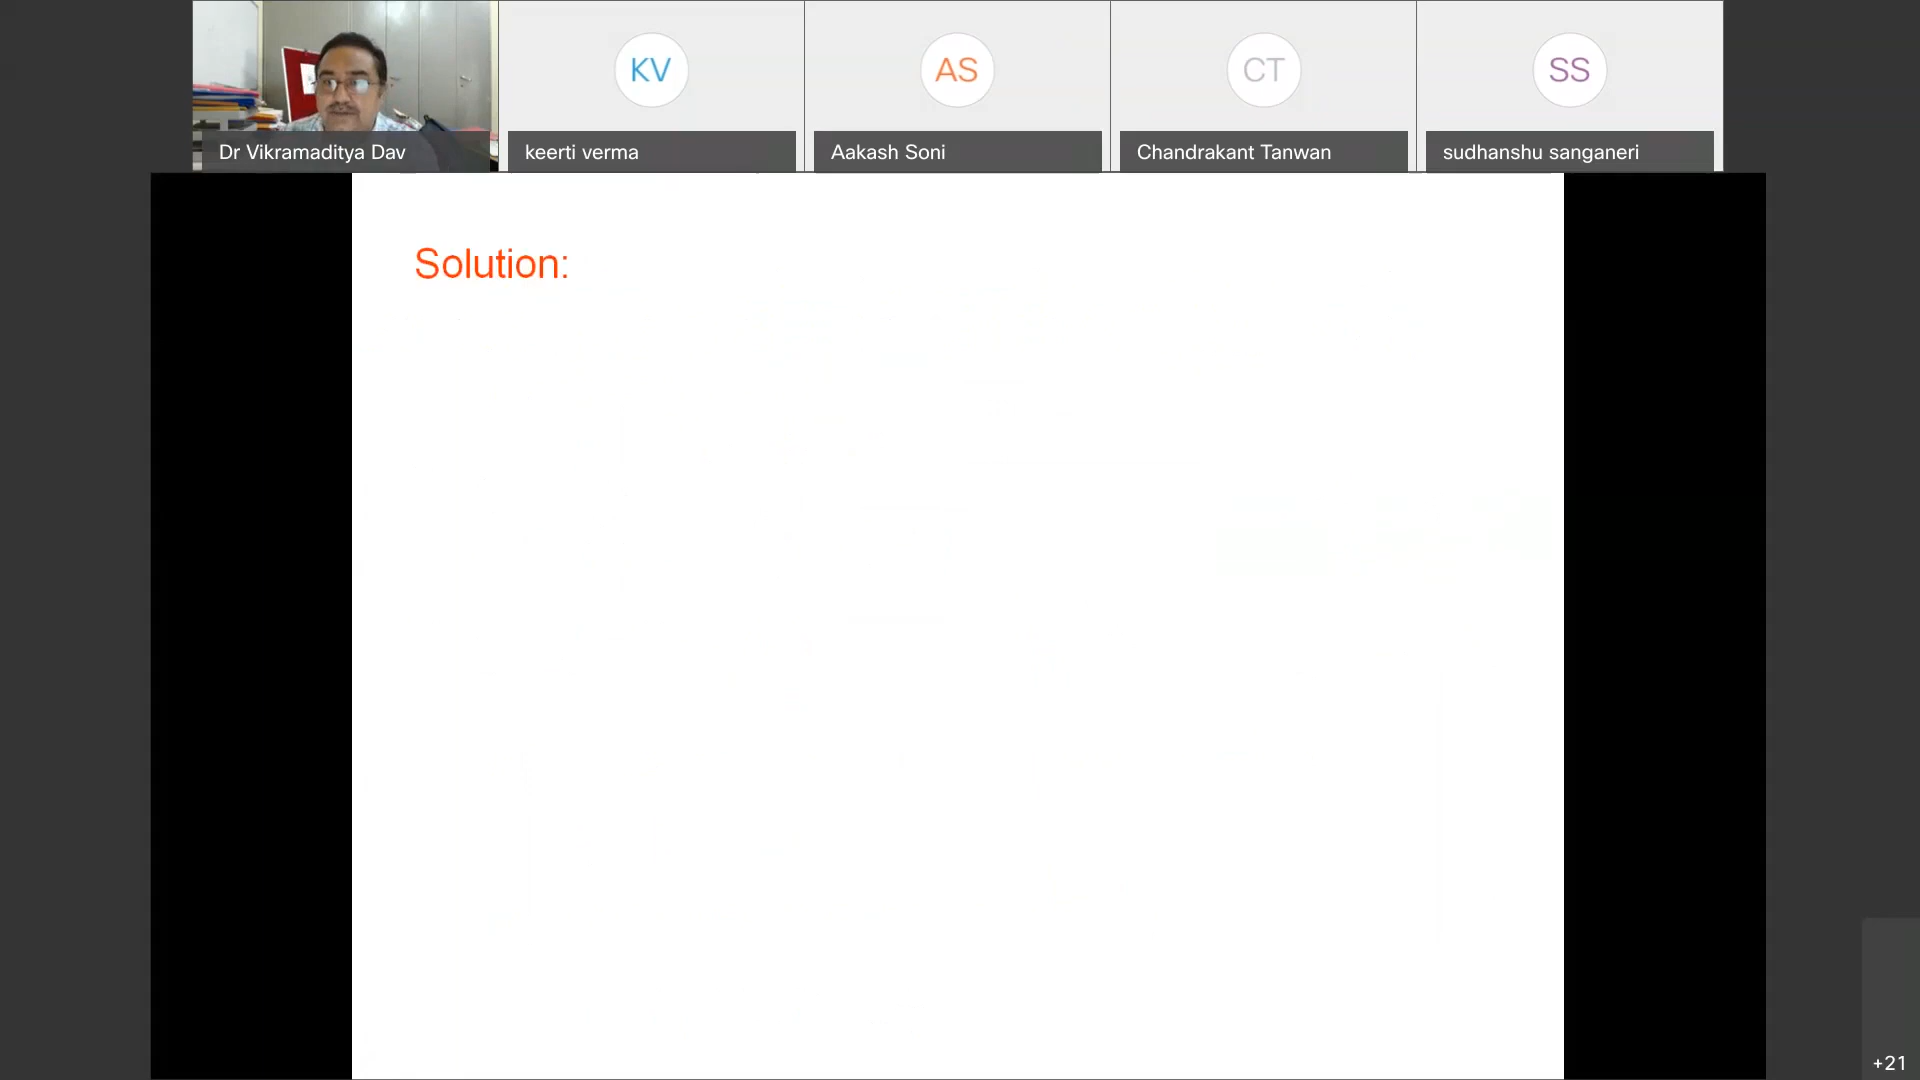 KV
AS
CT
SS
Dr Vikramaditya Dav
keerti verma
Aakash Soni
Chandrakant Tanwan
sudhanshu sanganeri
Solution:
+21